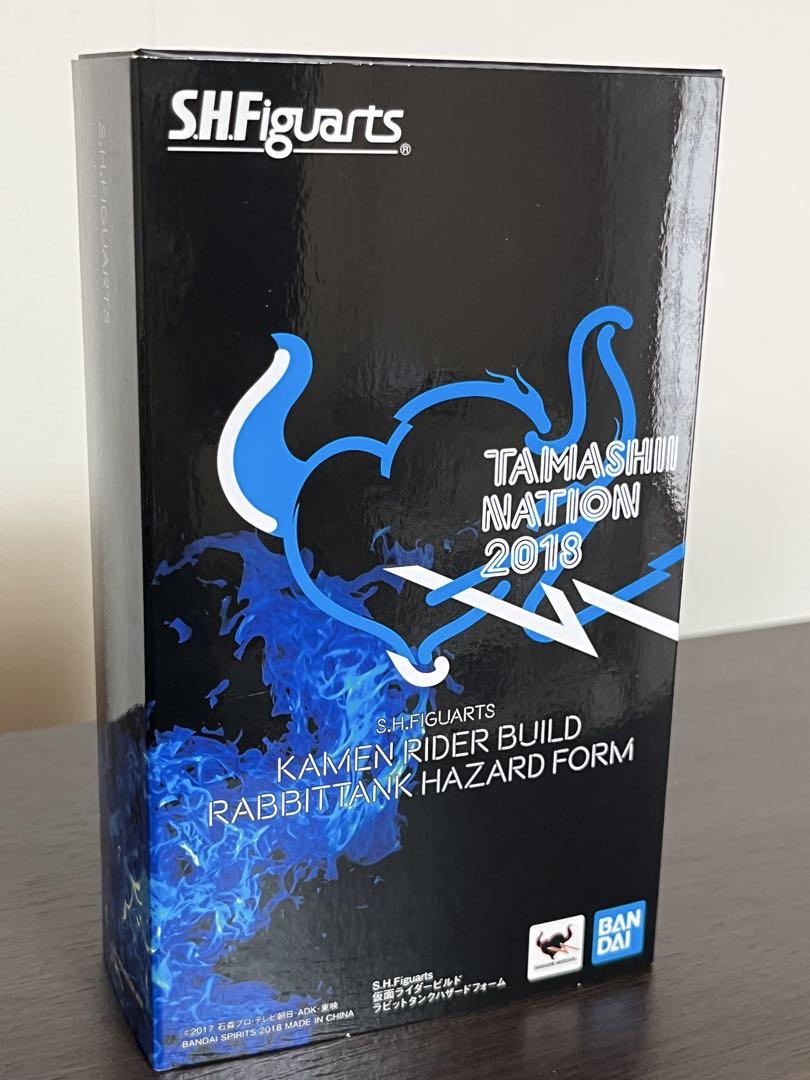 S.H.Figuarts®
S.H.FIGUARTS
TAMASHII
NATION
2018
S.H.FIGUARTS
KAMEN RIDER BUILD
RABBITTANK HAZARD FORM
BAN
DAI
TAMASHII NATIONS
S.H.Figuarts
仮面ライダービルド
ラビットタンクハザードフォーム
©2017 石森プロ・テレビ朝日・ADK・東映
BANDAI SPIRITS 2018 MADE IN CHINA